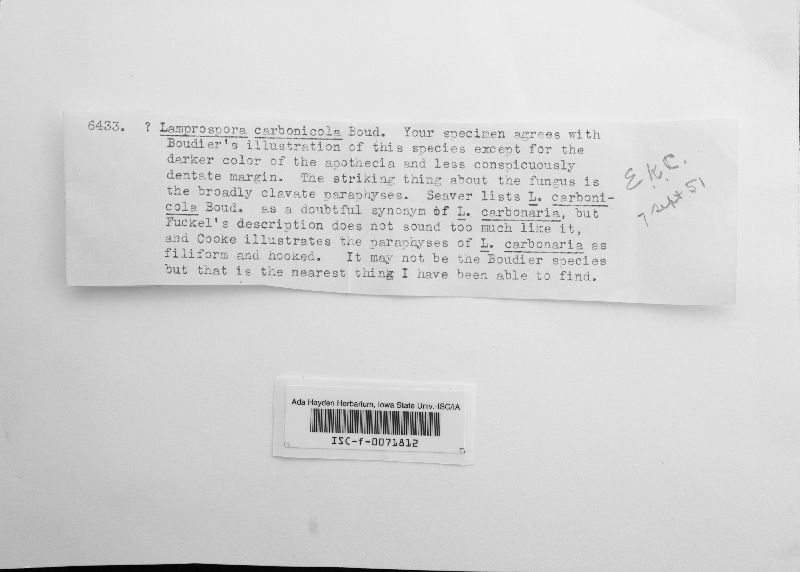 6433. ? Lamprospora carbonicola Boud. Your specimen agrees with
Boudier's illustration of this species except for the
darker color of the apothecia and less conspicuously
dentate margin. The striking thing about the fungus is
the broadly clavate paraphyses. Seaver lists L. carboni-
cola Boud. as a doubtful synonym of L. carbonaria, but
Fuckel's description does not sound too much like it,
and Cooke illustrates the paraphyses of L. carbonaria as
filiform and hooked. It may not be the Boudier species
but that is the nearest thing I have been able to find.
E.K.C.
7 Sept 51
Ada Hayden Herbarium, Iowa State Univ.-ISC/IA
ISC-f-0071812